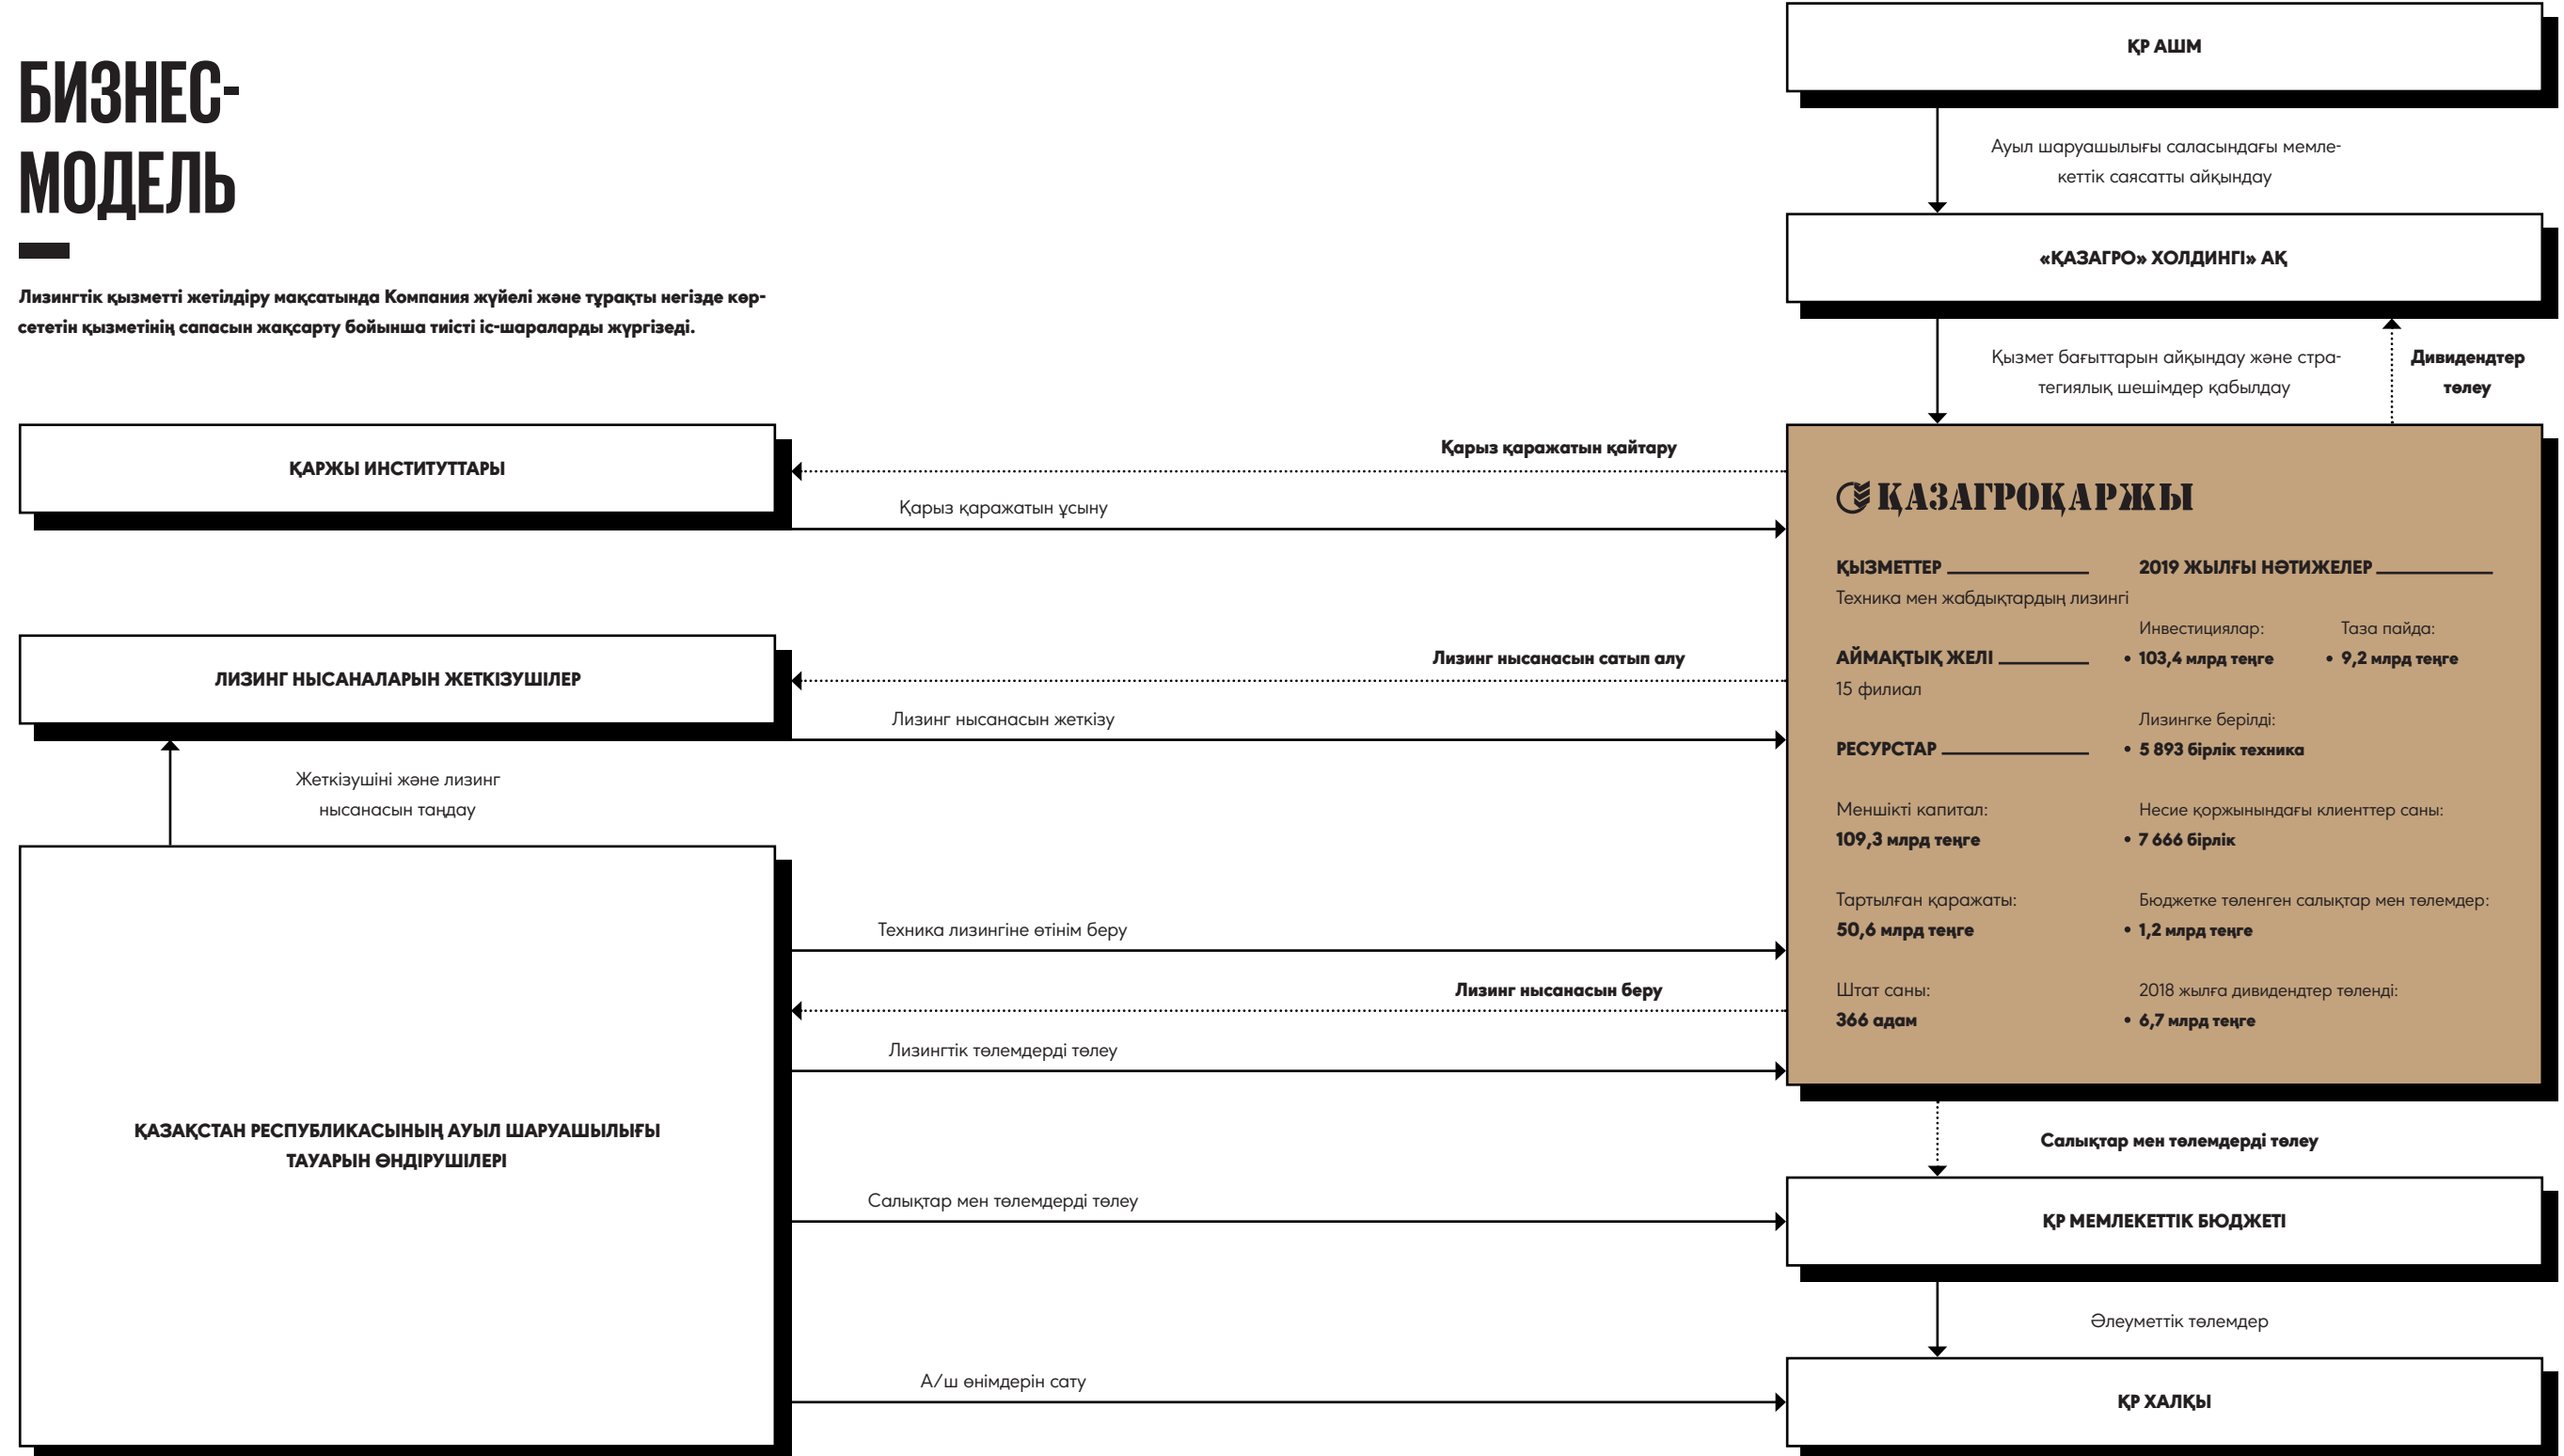 БИЗНЕС-
МОДЕЛЬ
Лизингтік қызметті жетілдіру мақсатында Компания жүйелі және тұрақты негізде көр-
сететін қызметінің сапасын жақсарту бойынша тиісті іс-шараларды жүргізеді.
ҚР АШМ
Ауыл шаруашылығы саласындағы мемле-
кеттік саясатты айқындау
«ҚАЗАГРО» ХОЛДИНГІ» АҚ
Қызмет бағыттарын айқындау және стра-
тегиялық шешімдер қабылдау
Дивидендтер
төлеу
ҚАРЖЫ ИНСТИТУТТАРЫ
Қарыз қаражатын қайтару
Қарыз қаражатын ұсыну
ЛИЗИНГ НЫСАНАЛАРЫН ЖЕТКІЗУШІЛЕР
Лизинг нысанасын сатып алу
Лизинг нысанасын жеткізу
Жеткізушіні және лизинг
нысанасын таңдау
ҚАЗАҚСТАН РЕСПУБЛИКАСЫНЫҢ АУЫЛ ШАРУАШЫЛЫҒЫ
ТАУАРЫН ӨНДІРУШІЛЕРІ
Техника лизингіне өтінім беру
Лизинг нысанасын беру
Лизингтік төлемдерді төлеу
Салықтар мен төлемдерді төлеу
А/ш өнімдерін сату
ҚАЗАГРОҚАРЖЫ
ҚЫЗМЕТТЕР
Техника мен жабдықтардың лизингі
АЙМАҚТЫҚ ЖЕЛІ
15 филиал
РЕСУРСТАР
Меншікті капитал:
109,3 млрд теңге
Тартылған қаражаты:
50,6 млрд теңге
Штат саны:
366 адам
2019 ЖЫЛҒЫ НӘТИЖЕЛЕР
Инвестициялар:
• 103,4 млрд теңге
Таза пайда:
• 9,2 млрд теңге
Лизингке берілді:
• 5 893 бірлік техника
Несие қоржынындағы клиенттер саны:
• 7 666 бірлік
Бюджетке төленген салықтар мен төлемдер:
• 1,2 млрд теңге
2018 жылға дивидендтер төленді:
• 6,7 млрд теңге
Салықтар мен төлемдерді төлеу
ҚР МЕМЛЕКЕТТІК БЮДЖЕТІ
Әлеуметтік төлемдер
ҚР ХАЛҚЫ